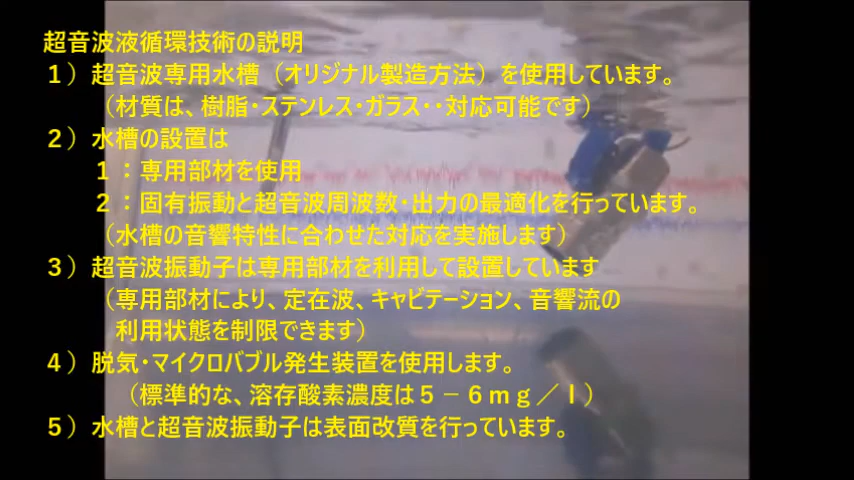 超音波液循環技術の説明
１）超音波専用水槽（オリジナル製造方法）を使用しています。
（材質は、樹脂・ステンレス・ガラス・・対応可能です）
２）水槽の設置は
１：専用部材を使用
２：固有振動と超音波周波数・出力の最適化を行っています。
（水槽の音響特性に合わせた対応を実施します）
３）超音波振動子は専用部材を利用して設置しています
（専用部材により、定在波、キャビテーション、音響流の
利用状態を制限できます）
４）脱気・マイクロバブル発生装置を使用します。
（標準的な、溶存酸素濃度は５－６ｍｇ／ｌ）
５）水槽と超音波振動子は表面改質を行っています。